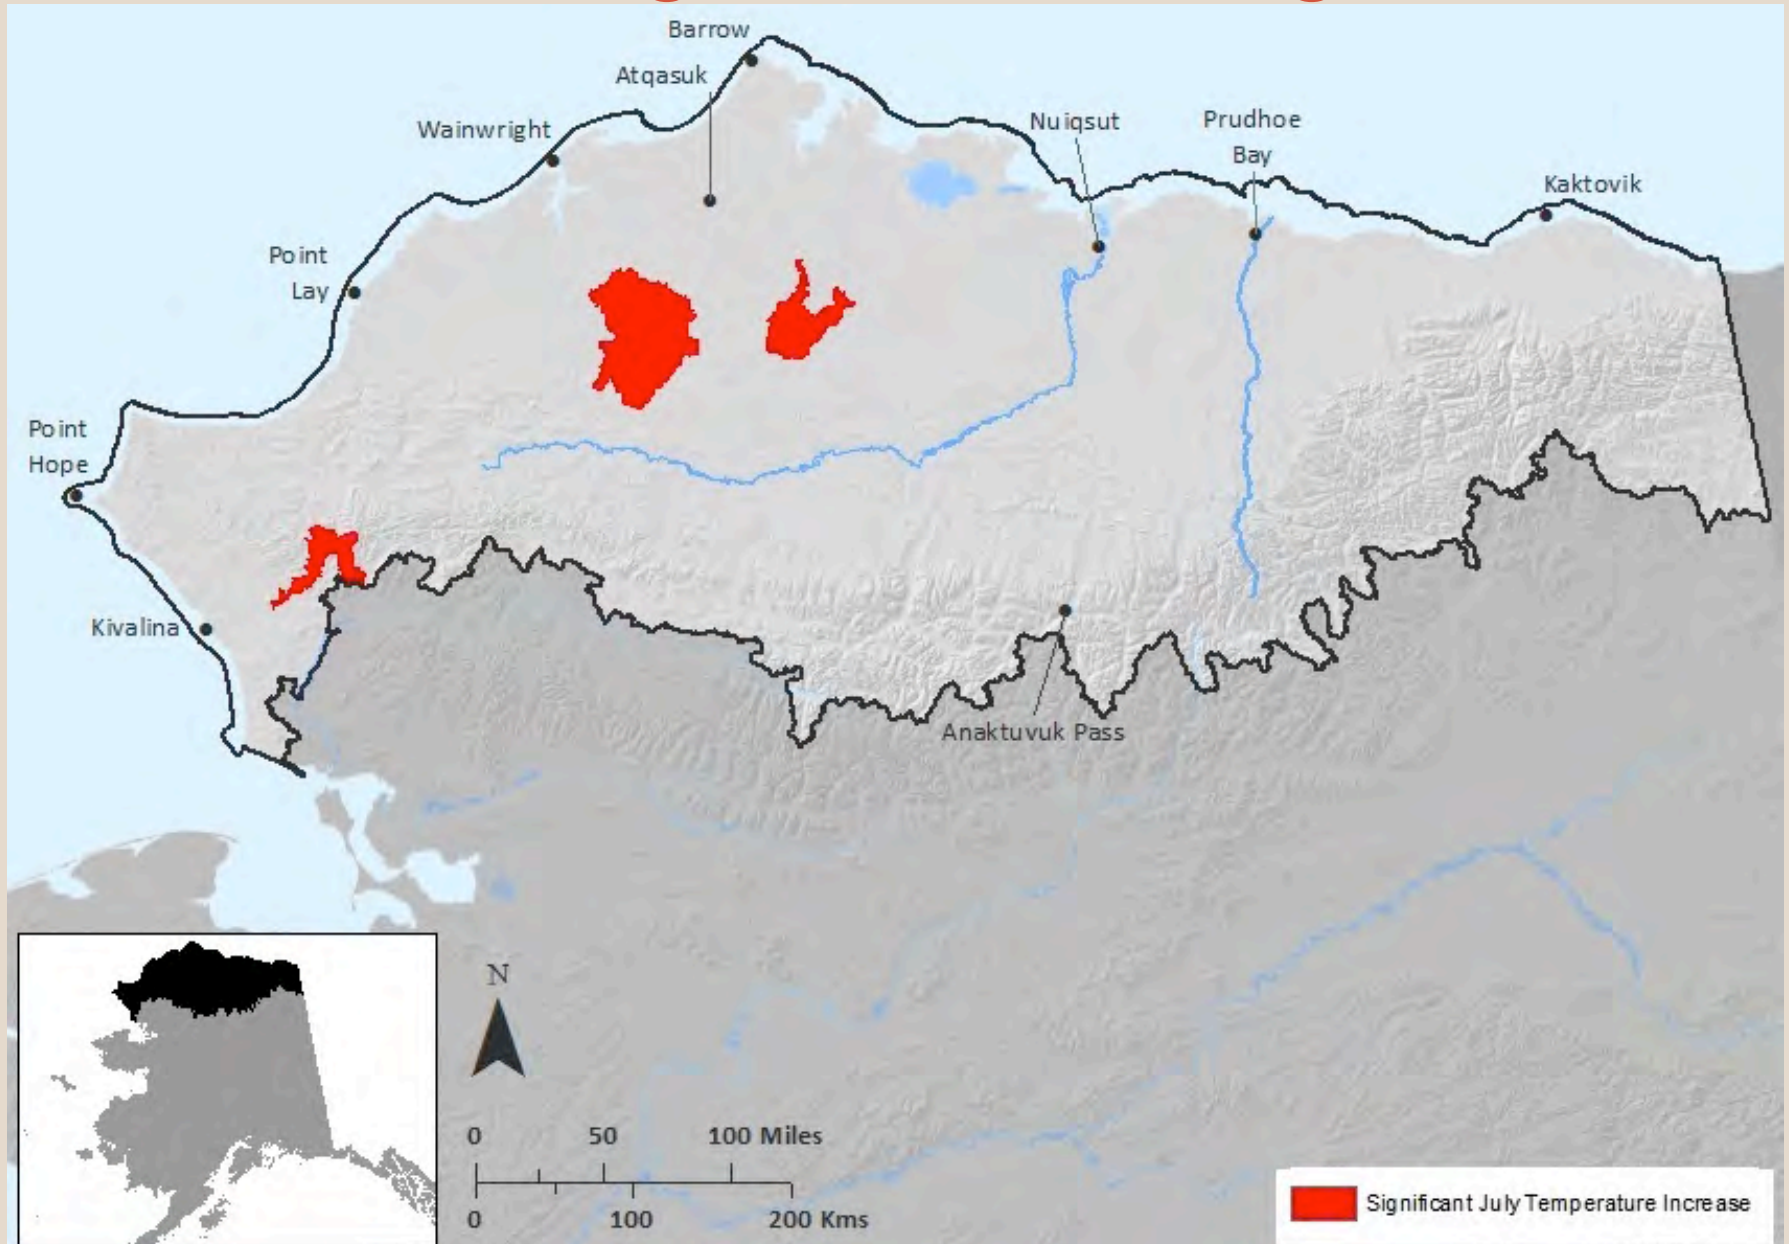 Barrow
Atqasuk
Wainwright
Nuiqsut
Prudhoe
Bay
Kaktovik
Point
Lay
Point
Hope
Kivalina
Anaktuvuk Pass
N
0 50 100 Miles
0 100 200 Kms
Significant July Temperature Increase